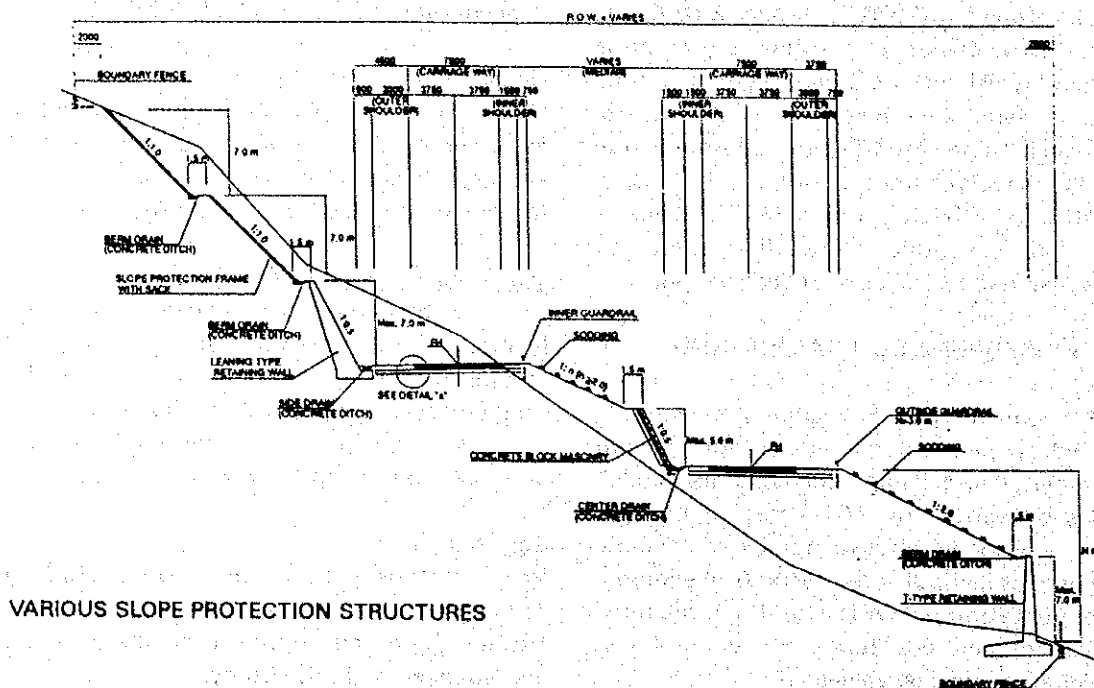 R.O.W. = VARIES
2000
BOUNDARY FENCE
7500
(CARRIAGE WAY)
VARIES
(MEDIAN)
7500
(CARRIAGE WAY)
3750
3000
(OUTER
SHOULDER)
3750
3750
1500
750
(INNER
SHOULDER)
1500
(INNER
SHOULDER)
3750
3750
3000
(OUTER
SHOULDER)
750
1:1.0
1.5 m
7.0 m
BERM DRAIN
(CONCRETE DITCH)
1:1.0
1.5 m
7.0 m
SLOPE PROTECTION FRAME
WITH SACK
BERM DRAIN
(CONCRETE DITCH)
1:0.5
Max. 7.0 m
LEANING TYPE
RETAINING WALL
SIDE DRAIN
(CONCRETE DITCH)
SEE DETAIL "a"
INNER GUARDRAIL
SODDING
1.5 m
1:0.5
Max. 5.0 m
CONCRETE BLOCK MASONRY
CENTER DRAIN
(CONCRETE DITCH)
OUTSIDE GUARDRAIL
SODDING
1:2.0
1.5 m
BERM DRAIN
(CONCRETE DITCH)
T-TYPE RETAINING WALL
Max.
7.0 m
BOUNDARY FENCE
VARIOUS SLOPE PROTECTION STRUCTURES